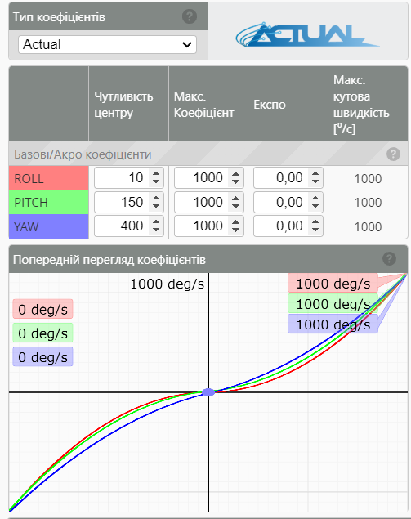 Тип коефіцієнтів ?
Actual
ACTUAL
Чутливість центру
Макс. Коефіцієнт
Експо
Макс. кутова швидкість [º/с]
Базові/Акро коефіцієнти ?
ROLL 10 1000 0,00 1000
PITCH 150 1000 0,00 1000
YAW 400 1000 0,00 1000
Попередній перегляд коефіцієнтів ?
1000 deg/s 1000 deg/s
0 deg/s 1000 deg/s
0 deg/s 1000 deg/s
0 deg/s